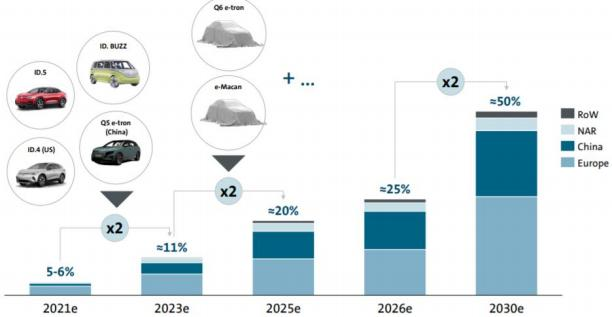 Q6 e-tron
ID. BUZZ
ID.5
+ ...
x2
≈50%
e-Macan
Q5 e-tron
(China)
RoW
NAR
China
Europe
ID.4 (US)
x2
≈25%
x2
≈20%
≈11%
5-6%
2021e
2023e
2025e
2026e
2030e